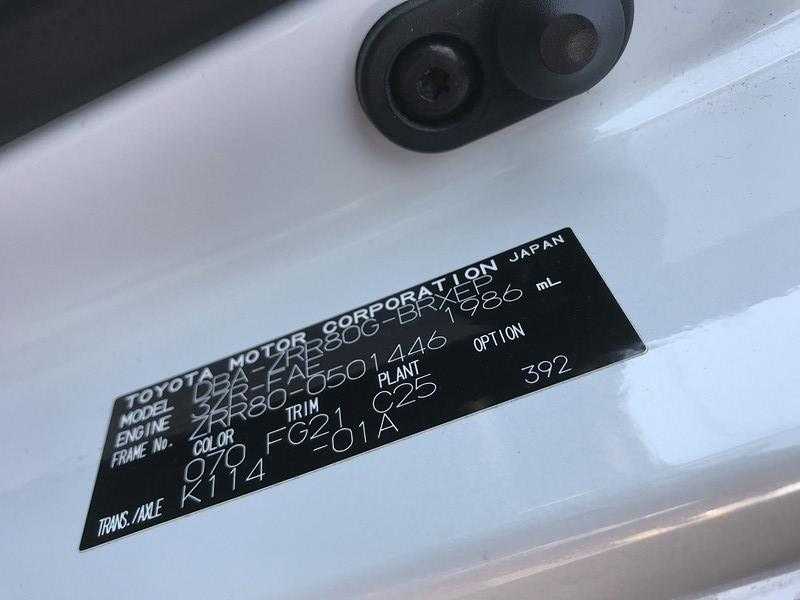 TOYOTA MOTOR CORPORATION JAPAN
MODEL DBA-ZRR80G-BRXEP
ENGINE 3ZR-FAE 1986 mL
FRAME No. ZRR80-0501446
COLOR TRIM PLANT OPTION
070 FG21 C25 392
TRANS./AXLE K114 -01A